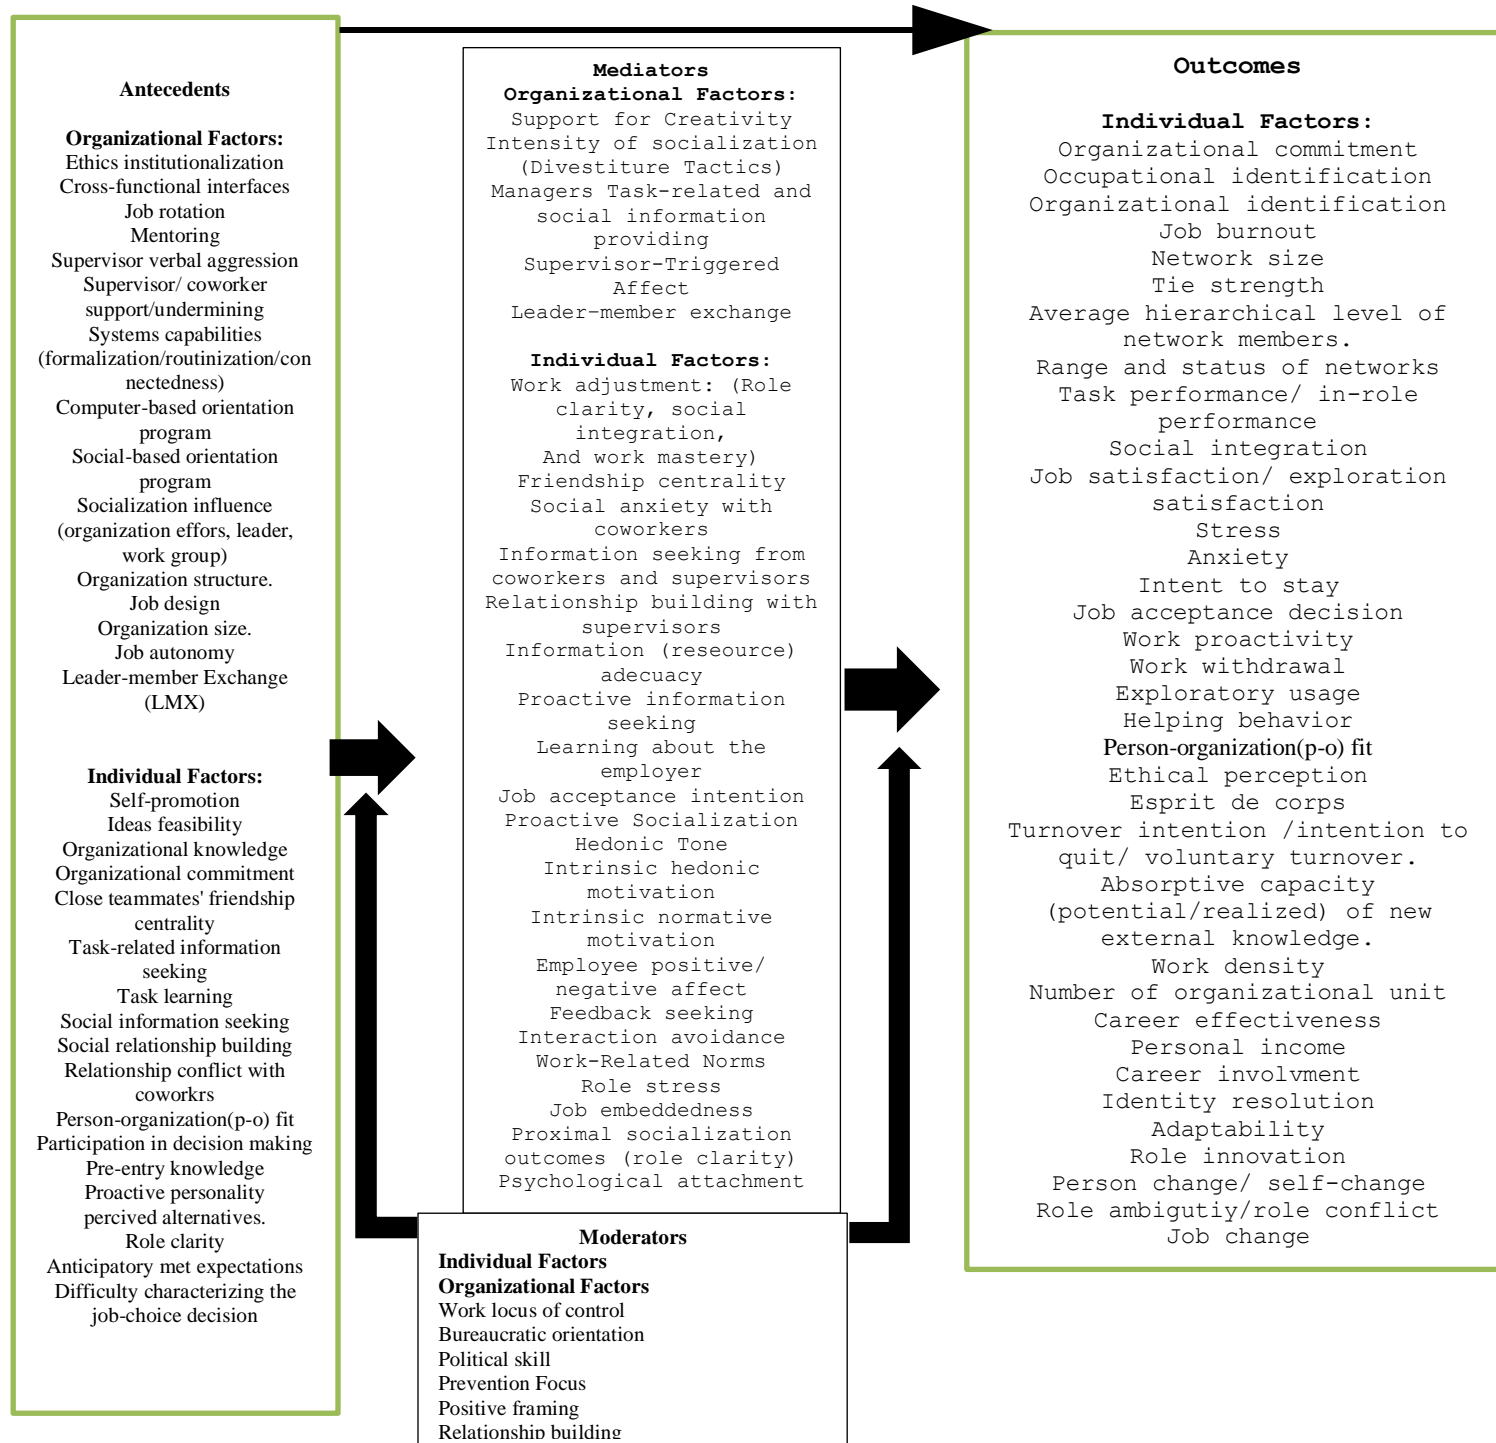 Antecedents
Organizational Factors:
Ethics institutionalization
Cross-functional interfaces
Job rotation
Mentoring
Supervisor verbal aggression
Supervisor/ coworker
support/undermining
Systems capabilities
(formalization/routinization/con
nectedness)
Computer-based orientation
program
Social-based orientation
program
Socialization influence
(organization effors, leader,
work group)
Organization structure.
Job design
Organization size.
Job autonomy
Leader-member Exchange
(LMX)
Individual Factors:
Self-promotion
Ideas feasibility
Organizational knowledge
Organizational commitment
Close teammates' friendship
centrality
Task-related information
seeking
Task learning
Social information seeking
Social relationship building
Relationship conflict with
coworkrs
Person-organization(p-o) fit
Participation in decision making
Pre-entry knowledge
Proactive personality
percived alternatives.
Role clarity
Anticipatory met expectations
Difficulty characterizing the
job-choice decision
Mediators
Organizational Factors:
Support for Creativity
Intensity of socialization
(Divestiture Tactics)
Managers Task-related and
social information
providing
Supervisor-Triggered
Affect
Leader-member exchange
Individual Factors:
Work adjustment: (Role
clarity, social
integration,
And work mastery)
Friendship centrality
Social anxiety with
coworkers
Information seeking from
coworkers and supervisors
Relationship building with
supervisors
Information (reseource)
adecuacy
Proactive information
seeking
Learning about the
employer
Job acceptance intention
Proactive Socialization
Hedonic Tone
Intrinsic hedonic
motivation
Intrinsic normative
motivation
Employee positive/
negative affect
Feedback seeking
Interaction avoidance
Work-Related Norms
Role stress
Job embeddedness
Proximal socialization
outcomes (role clarity)
Psychological attachment
Moderators
Individual Factors
Organizational Factors
Work locus of control
Bureaucratic orientation
Political skill
Prevention Focus
Positive framing
Relationship building
Outcomes
Individual Factors:
Organizational commitment
Occupational identification
Organizational identification
Job burnout
Network size
Tie strength
Average hierarchical level of
network members.
Range and status of networks
Task performance/ in-role
performance
Social integration
Job satisfaction/ exploration
satisfaction
Stress
Anxiety
Intent to stay
Job acceptance decision
Work proactivity
Work withdrawal
Exploratory usage
Helping behavior
Person-organization(p-o) fit
Ethical perception
Esprit de corps
Turnover intention /intention to
quit/ voluntary turnover.
Absorptive capacity
(potential/realized) of new
external knowledge.
Work density
Number of organizational unit
Career effectiveness
Personal income
Career involvment
Identity resolution
Adaptability
Role innovation
Person change/ self-change
Role ambigutiy/role conflict
Job change